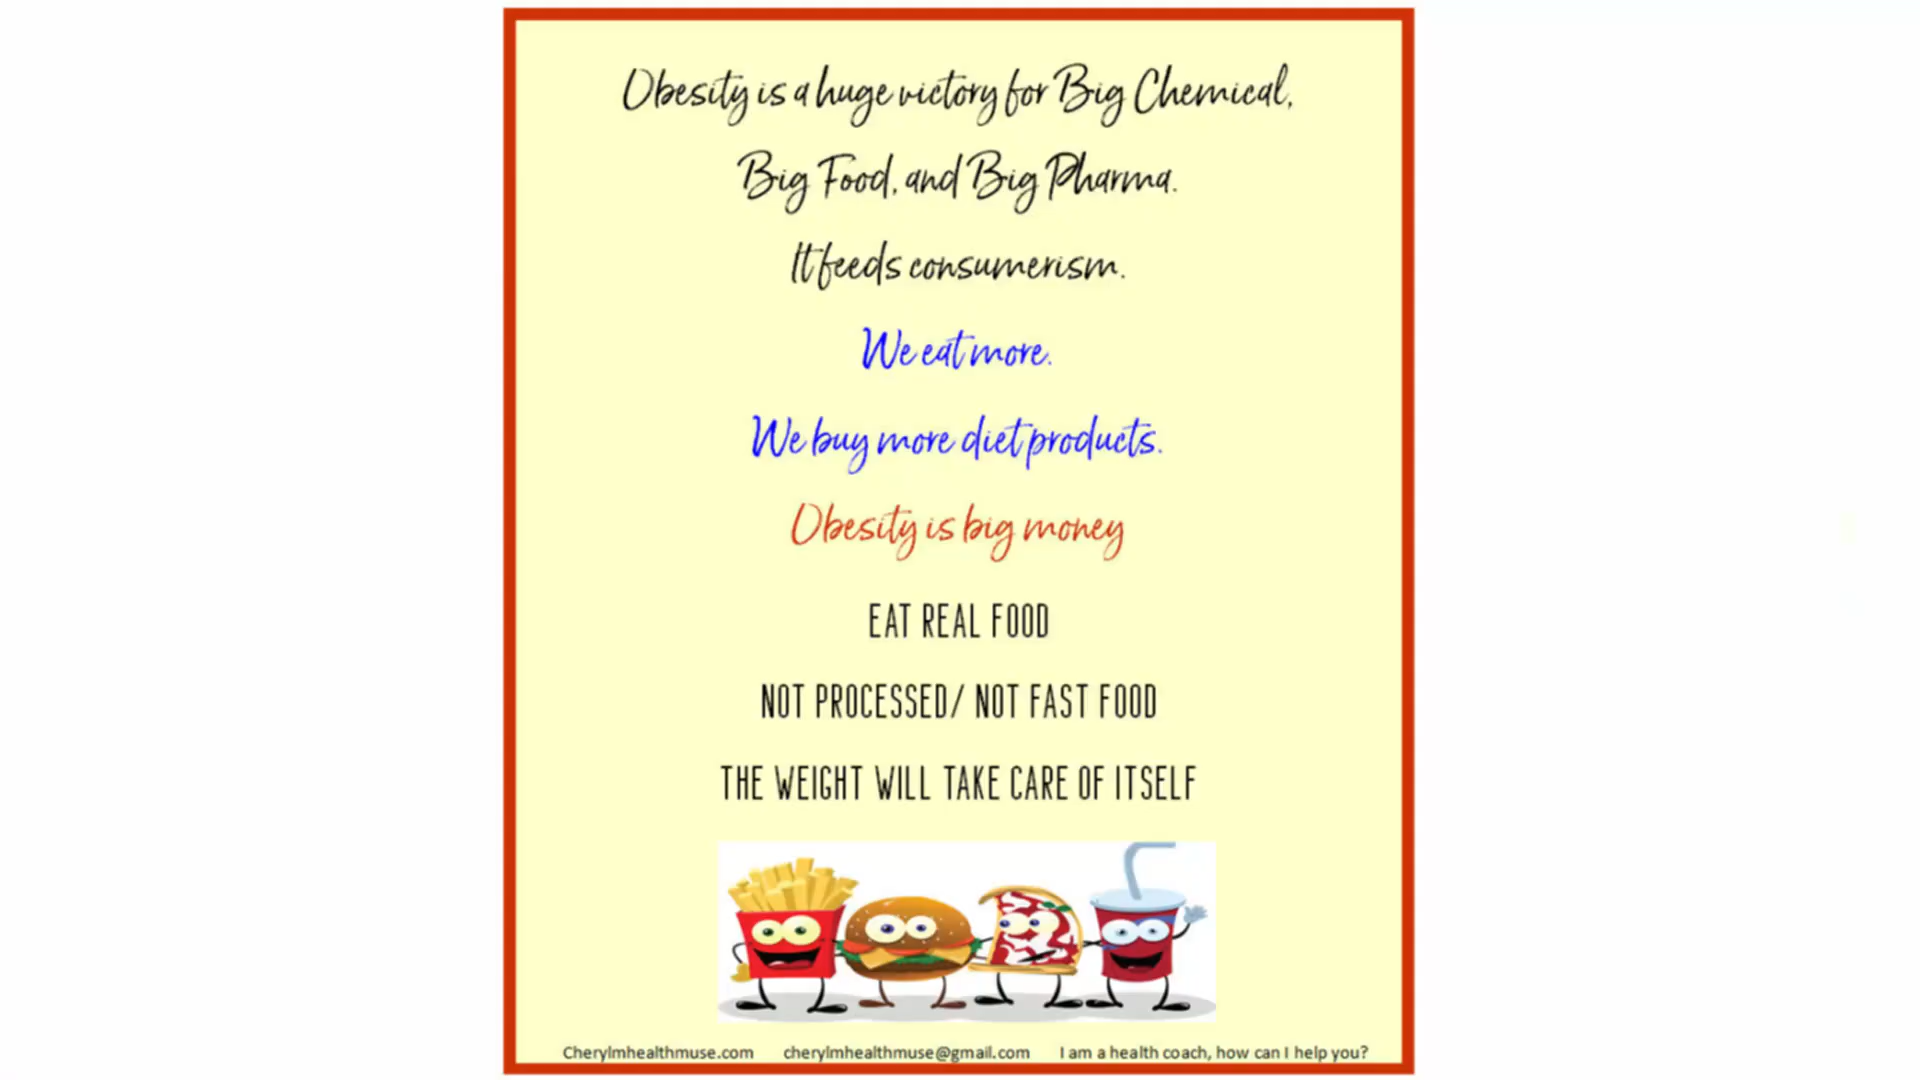 Obesity is a huge victory for Big Chemical,
Big Food, and Big Pharma.
It feeds consumerism.
We eat more.
We buy more diet products.
Obesity is big money
EAT REAL FOOD
NOT PROCESSED/ NOT FAST FOOD
THE WEIGHT WILL TAKE CARE OF ITSELF
Cherylmhealthmuse.com cherylmhealthmuse@gmail.com I am a health coach, how can I help you?